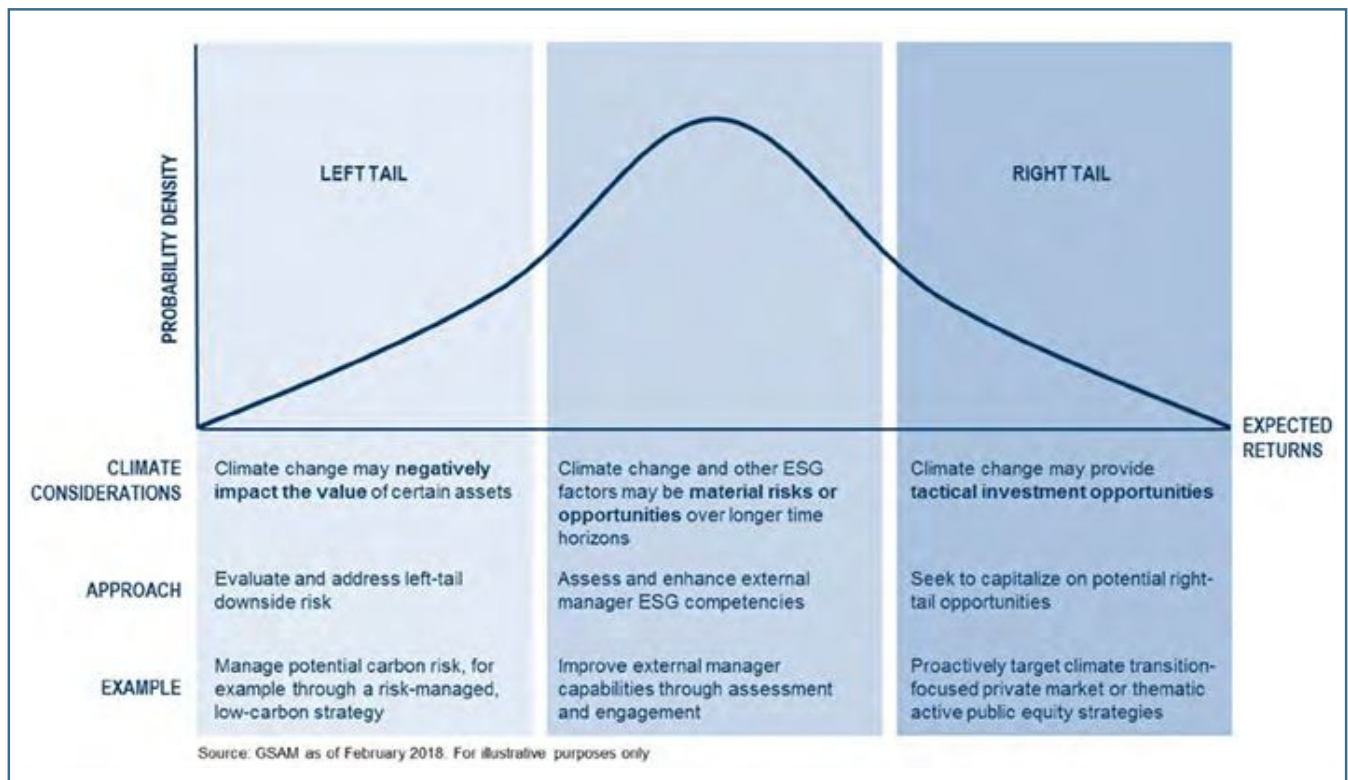 LEFT TAIL
RIGHT TAIL
PROBABILITY DENSITY
EXPECTED
RETURNS
CLIMATE
CONSIDERATIONS
Climate change may negatively
impact the value of certain assets
Climate change and other ESG
factors may be material risks or
opportunities over longer time
horizons
Climate change may provide
tactical investment opportunities
APPROACH
Evaluate and address left-tail
downside risk
Assess and enhance external
manager ESG competencies
Seek to capitalize on potential right-
tail opportunities
EXAMPLE
Manage potential carbon risk, for
example through a risk-managed,
low-carbon strategy
Improve external manager
capabilities through assessment
and engagement
Proactively target climate transition-
focused private market or thematic
active public equity strategies
Source: GSAM as of February 2018. For illustrative purposes only